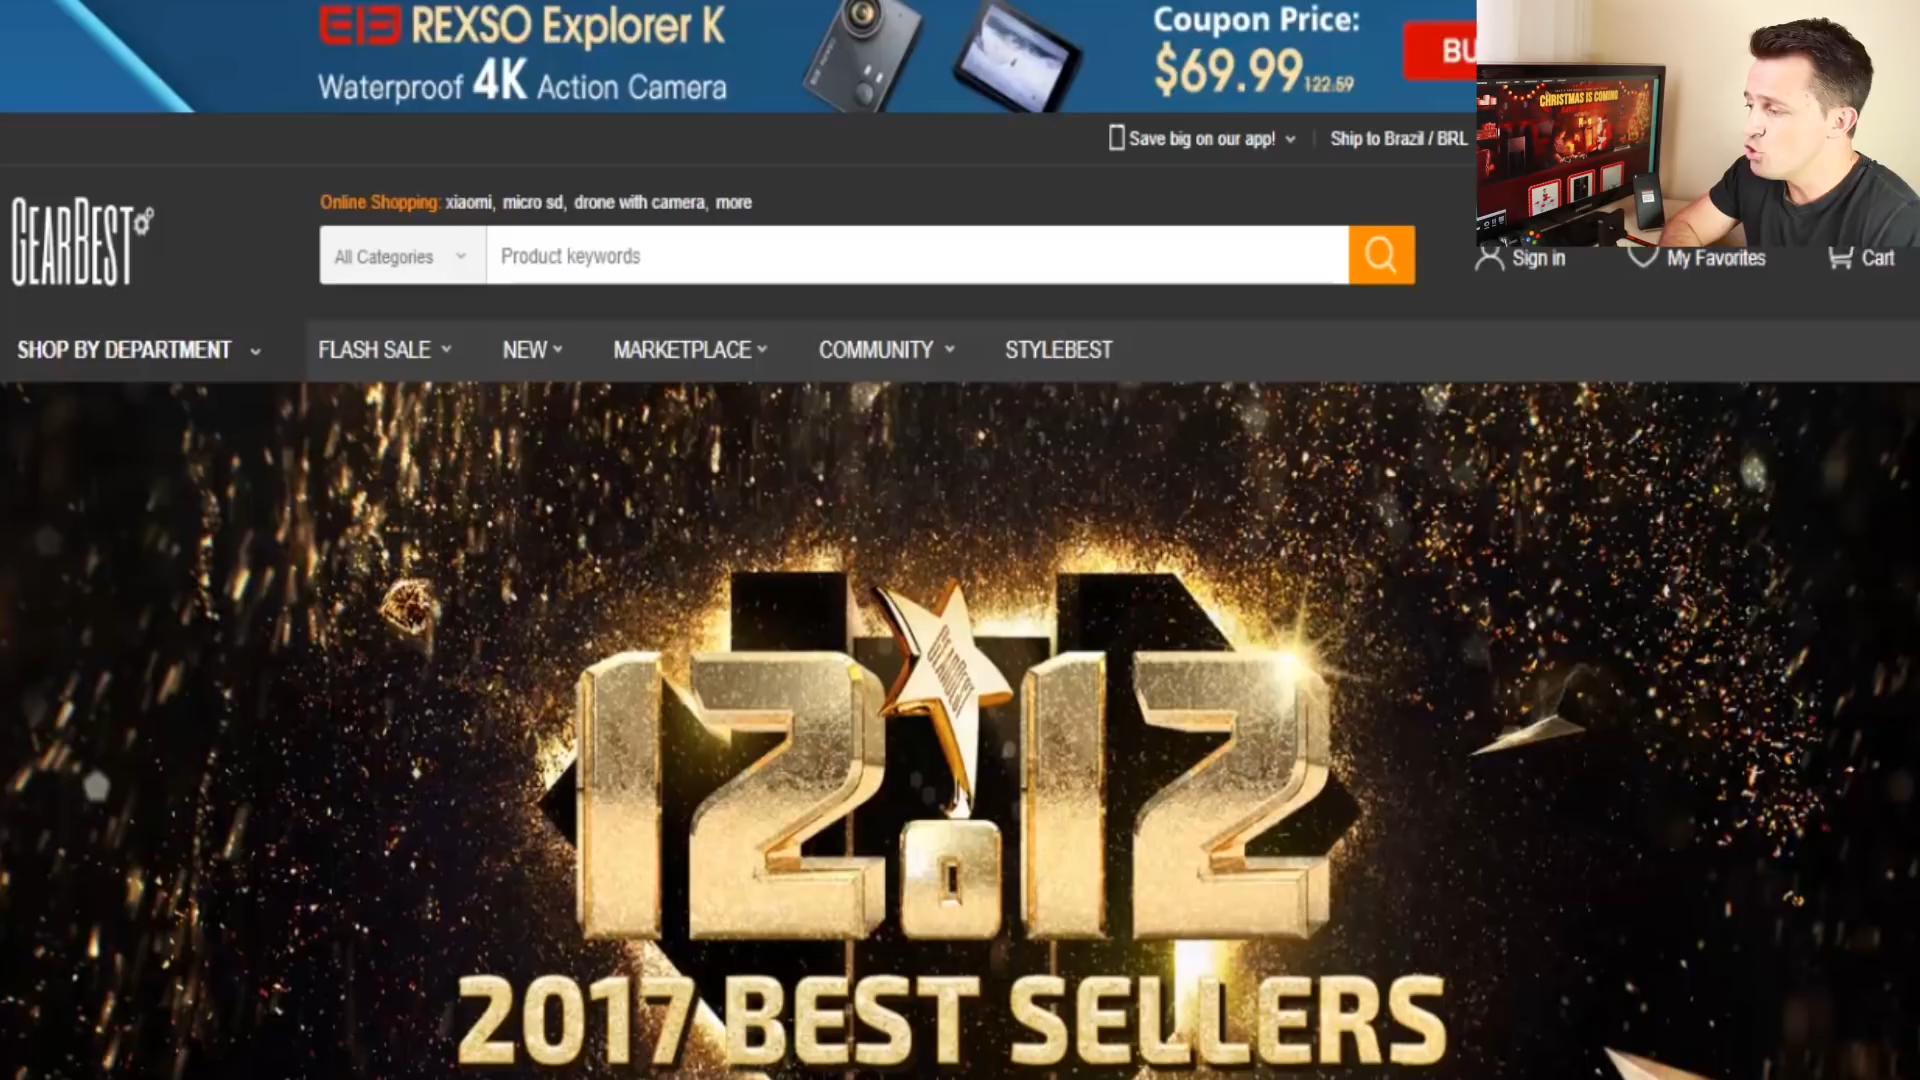 REXSO Explorer K
Waterproof 4K Action Camera
Coupon Price:
$69.99 122.59
BU
CHRISTMAS IS COMING
Save big on our app!
Ship to Brazil / BRL
GEARBEST
Online Shopping: xiaomi, micro sd, drone with camera, more
All Categories
Product keywords
Sign in
My Favorites
Cart
SHOP BY DEPARTMENT
FLASH SALE
NEW
MARKETPLACE
COMMUNITY
STYLEBEST
GEARBEST
12.12
2017 BEST SELLERS